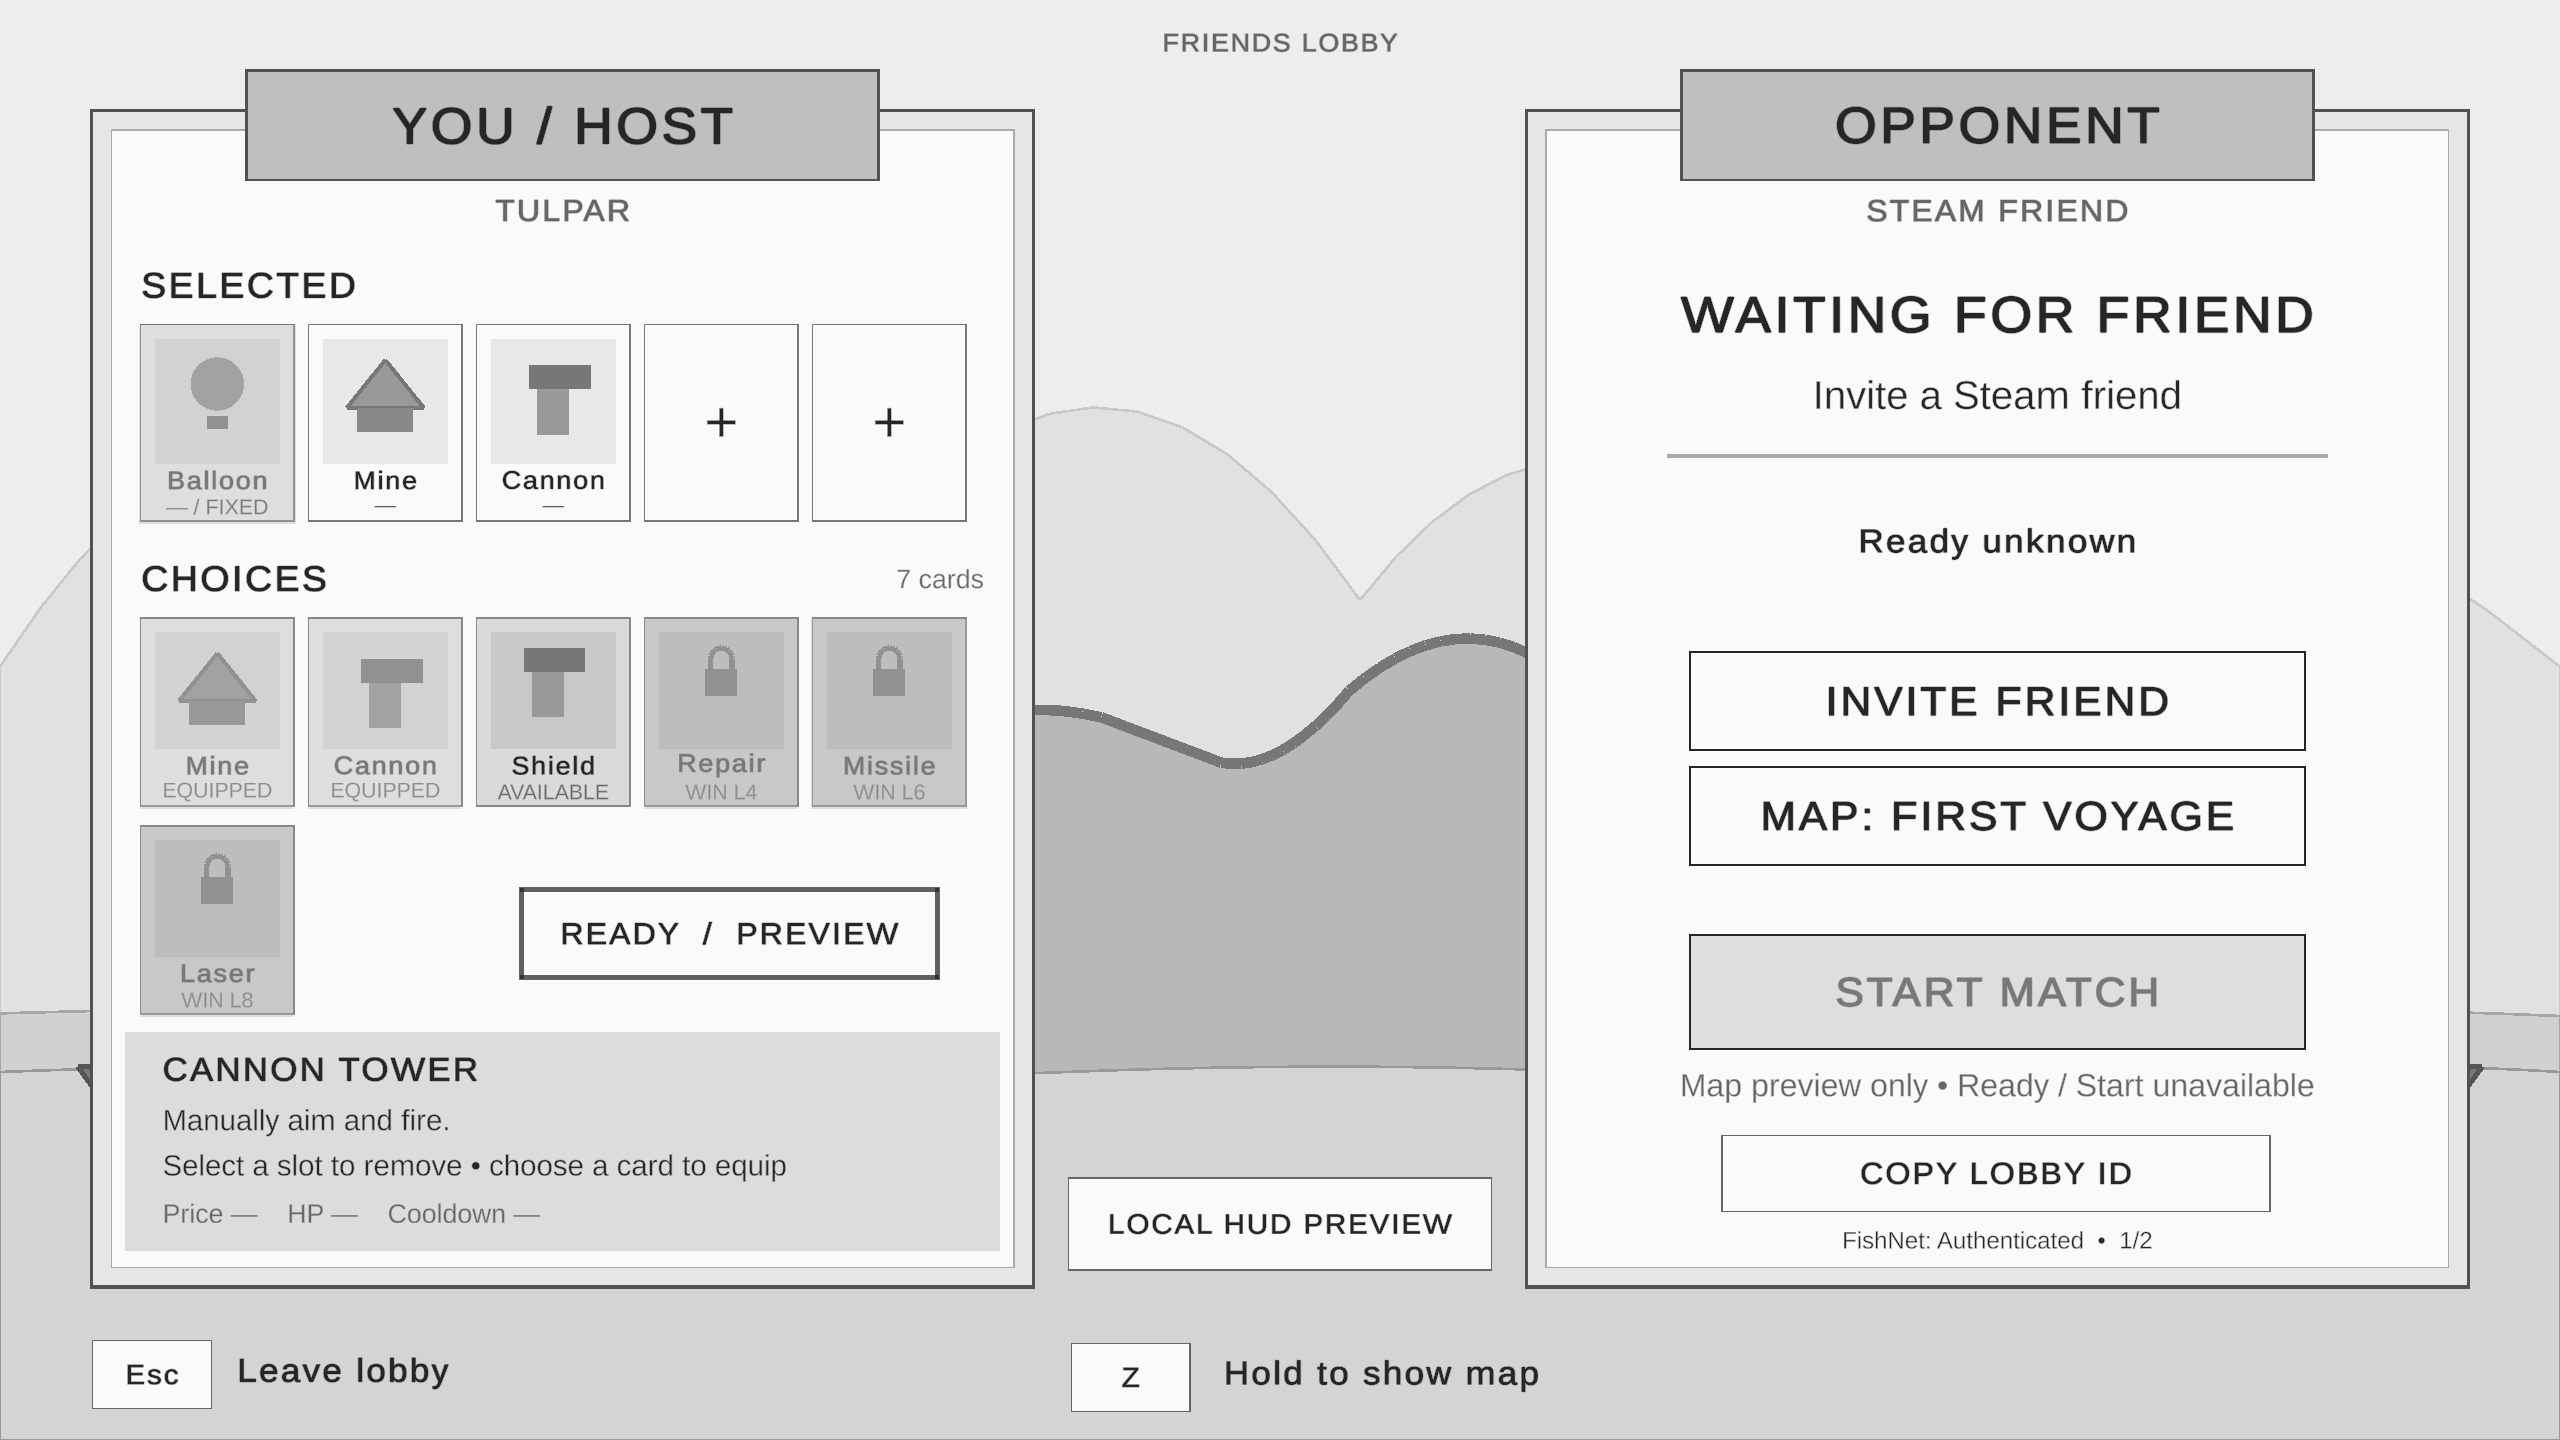 FRIENDS LOBBY
YOU / HOST
TULPAR
SELECTED
Balloon
— / FIXED
Mine
—
Cannon
—
+
+
CHOICES
7 cards
Mine
EQUIPPED
Cannon
EQUIPPED
Shield
AVAILABLE
Repair
WIN L4
Missile
WIN L6
Laser
WIN L8
READY / PREVIEW
CANNON TOWER
Manually aim and fire.
Select a slot to remove • choose a card to equip
Price — HP — Cooldown —
OPPONENT
STEAM FRIEND
WAITING FOR FRIEND
Invite a Steam friend
Ready unknown
INVITE FRIEND
MAP: FIRST VOYAGE
START MATCH
Map preview only • Ready / Start unavailable
COPY LOBBY ID
FishNet: Authenticated • 1/2
LOCAL HUD PREVIEW
Esc
Leave lobby
Z
Hold to show map